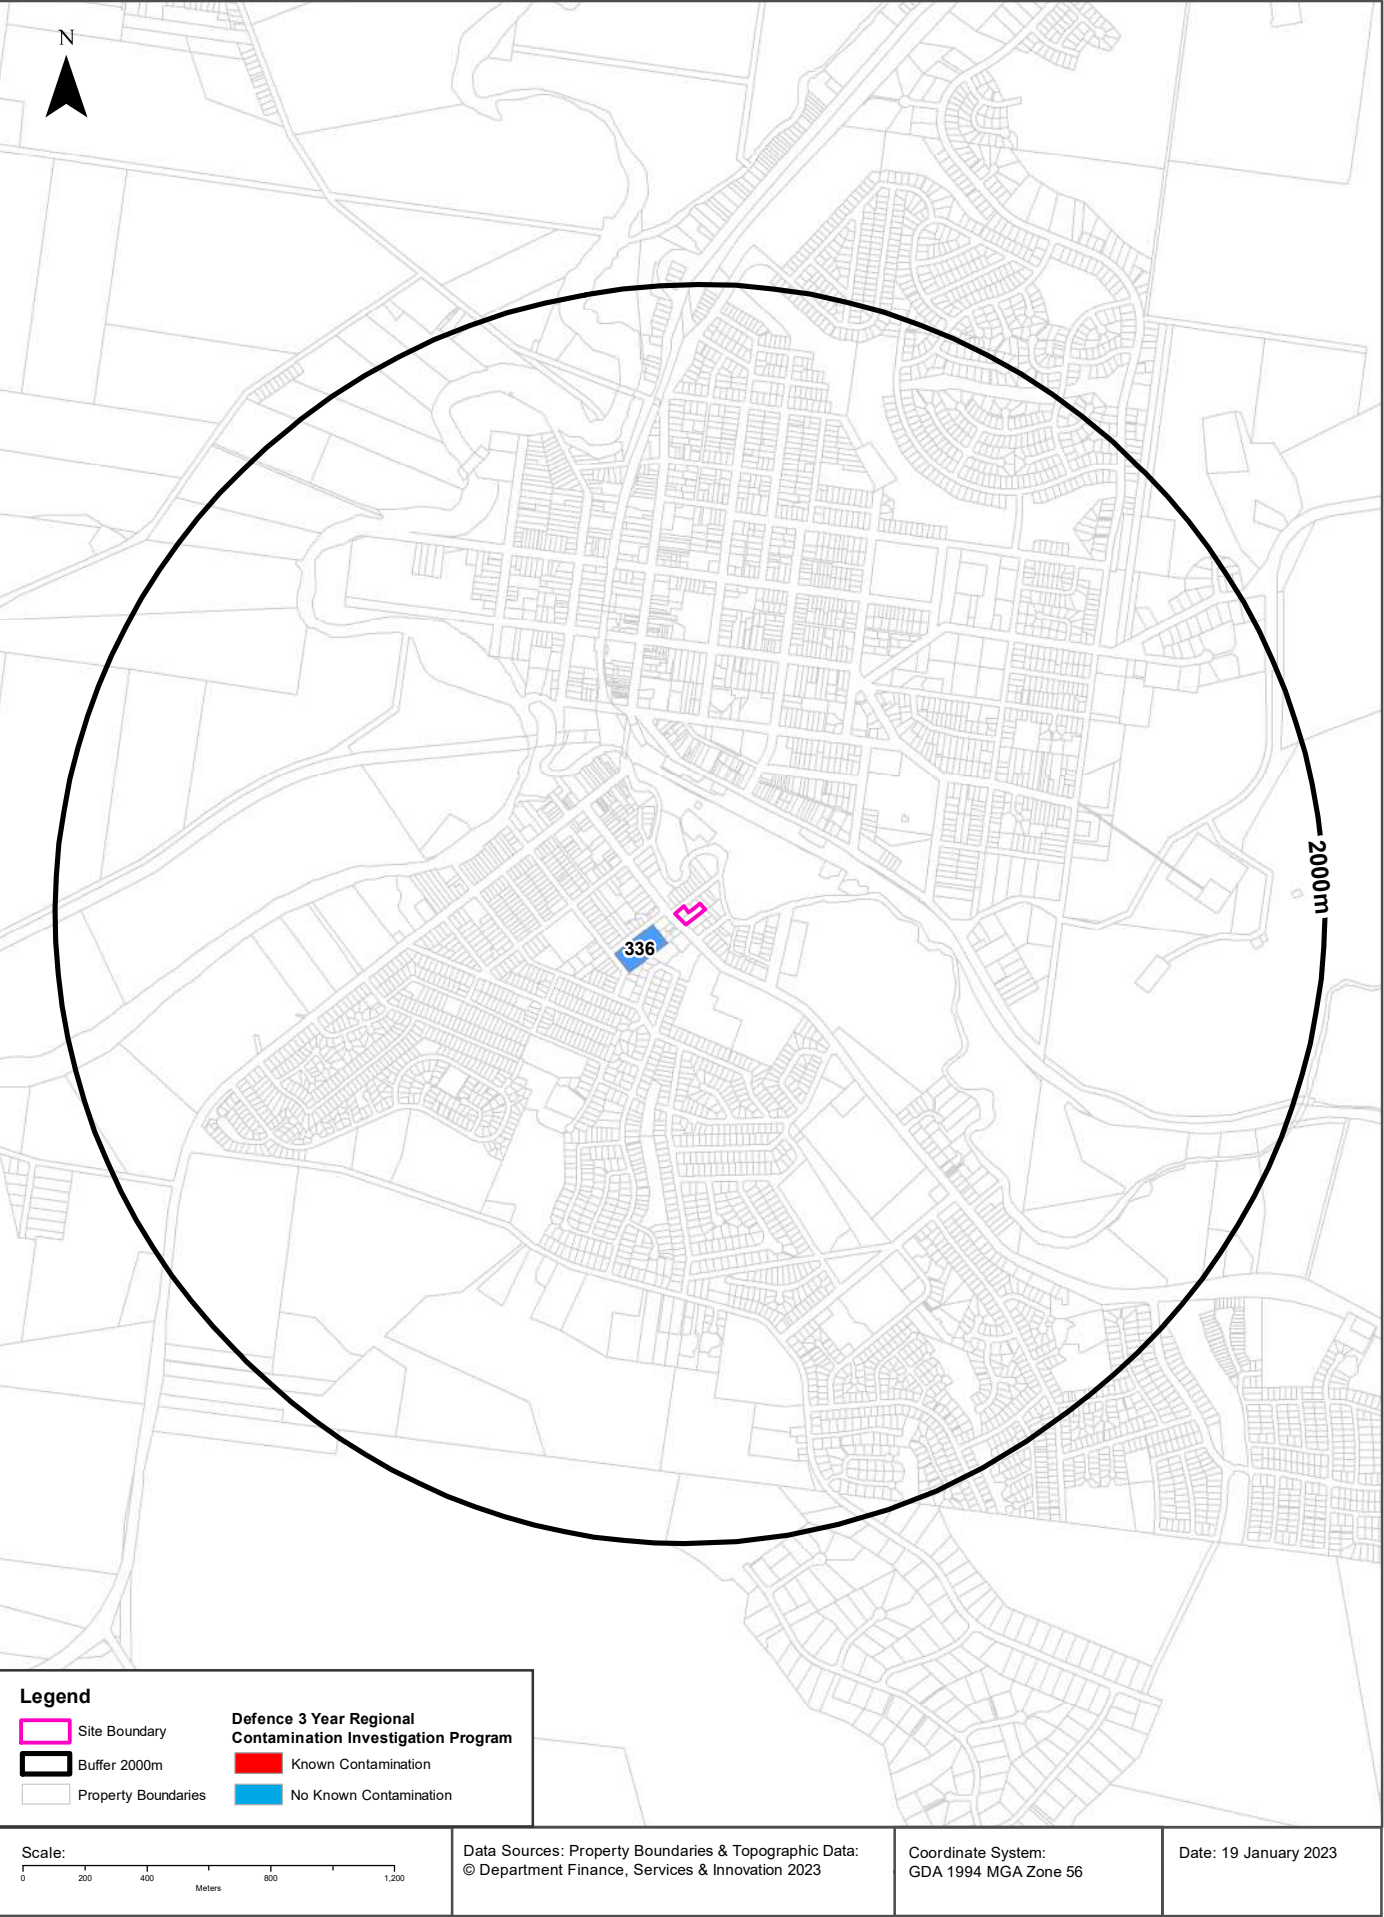 N
2000m
336
Legend
Site Boundary
Buffer 2000m
Property Boundaries
Defence 3 Year Regional
Contamination Investigation Program
Known Contamination
No Known Contamination
Scale:
0 200 400 800 1,200
Meters
Data Sources: Property Boundaries & Topographic Data:
© Department Finance, Services & Innovation 2023
Coordinate System:
GDA 1994 MGA Zone 56
Date: 19 January 2023